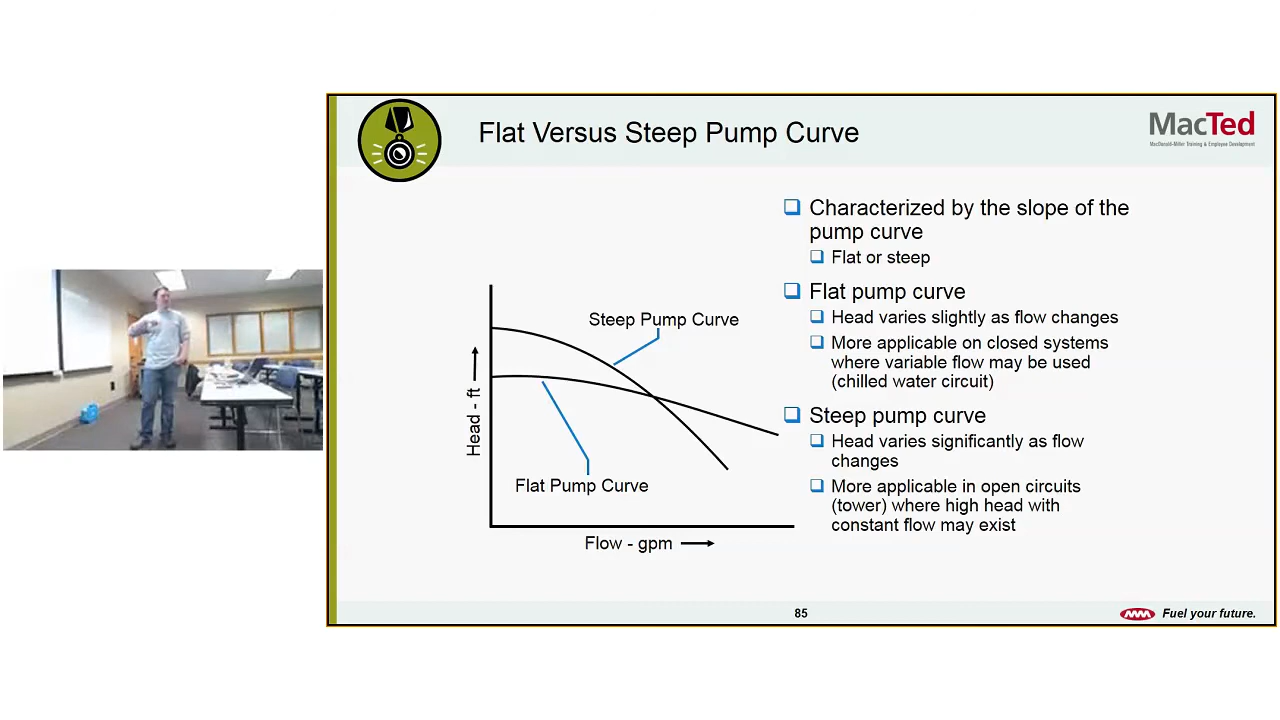 Flat Versus Steep Pump Curve
MacTed
MacDonald-Miller Training & Employee Development
Characterized by the slope of the
pump curve
Flat or steep
Flat pump curve
Head varies slightly as flow changes
More applicable on closed systems
where variable flow may be used
(chilled water circuit)
Steep pump curve
Head varies significantly as flow
changes
More applicable in open circuits
(tower) where high head with
constant flow may exist
Steep Pump Curve
Head - ft
Flat Pump Curve
Flow - gpm
85
Fuel your future.